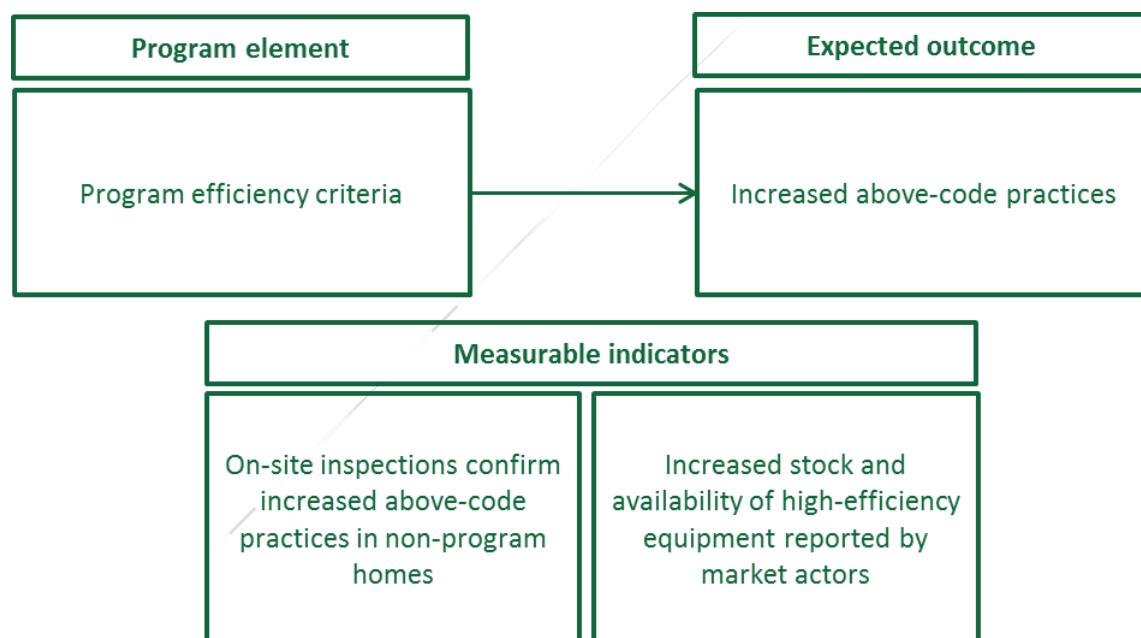 Program element
Expected outcome
Program efficiency criteria
Increased above-code practices
Measurable indicators
On-site inspections confirm
increased above-code
practices in non-program
homes
Increased stock and
availability of high-efficiency
equipment reported by
market actors